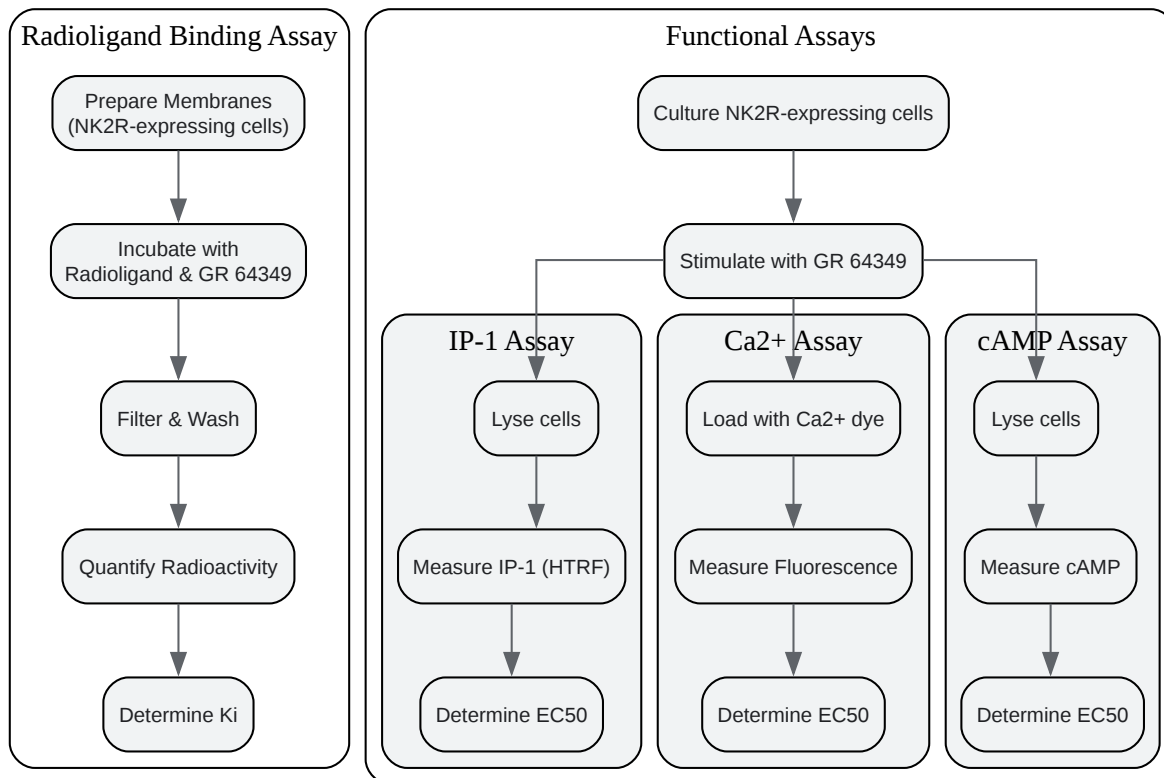 Radioligand Binding Assay
Prepare Membranes
(NK2R-expressing cells)
Incubate with
Radioligand & GR 64349
Filter & Wash
Quantify Radioactivity
Determine Ki
Functional Assays
Culture NK2R-expressing cells
Stimulate with GR 64349
IP-1 Assay
Lyse cells
Measure IP-1 (HTRF)
Determine EC50
Ca2+ Assay
Load with Ca2+ dye
Measure Fluorescence
Determine EC50
cAMP Assay
Lyse cells
Measure cAMP
Determine EC50